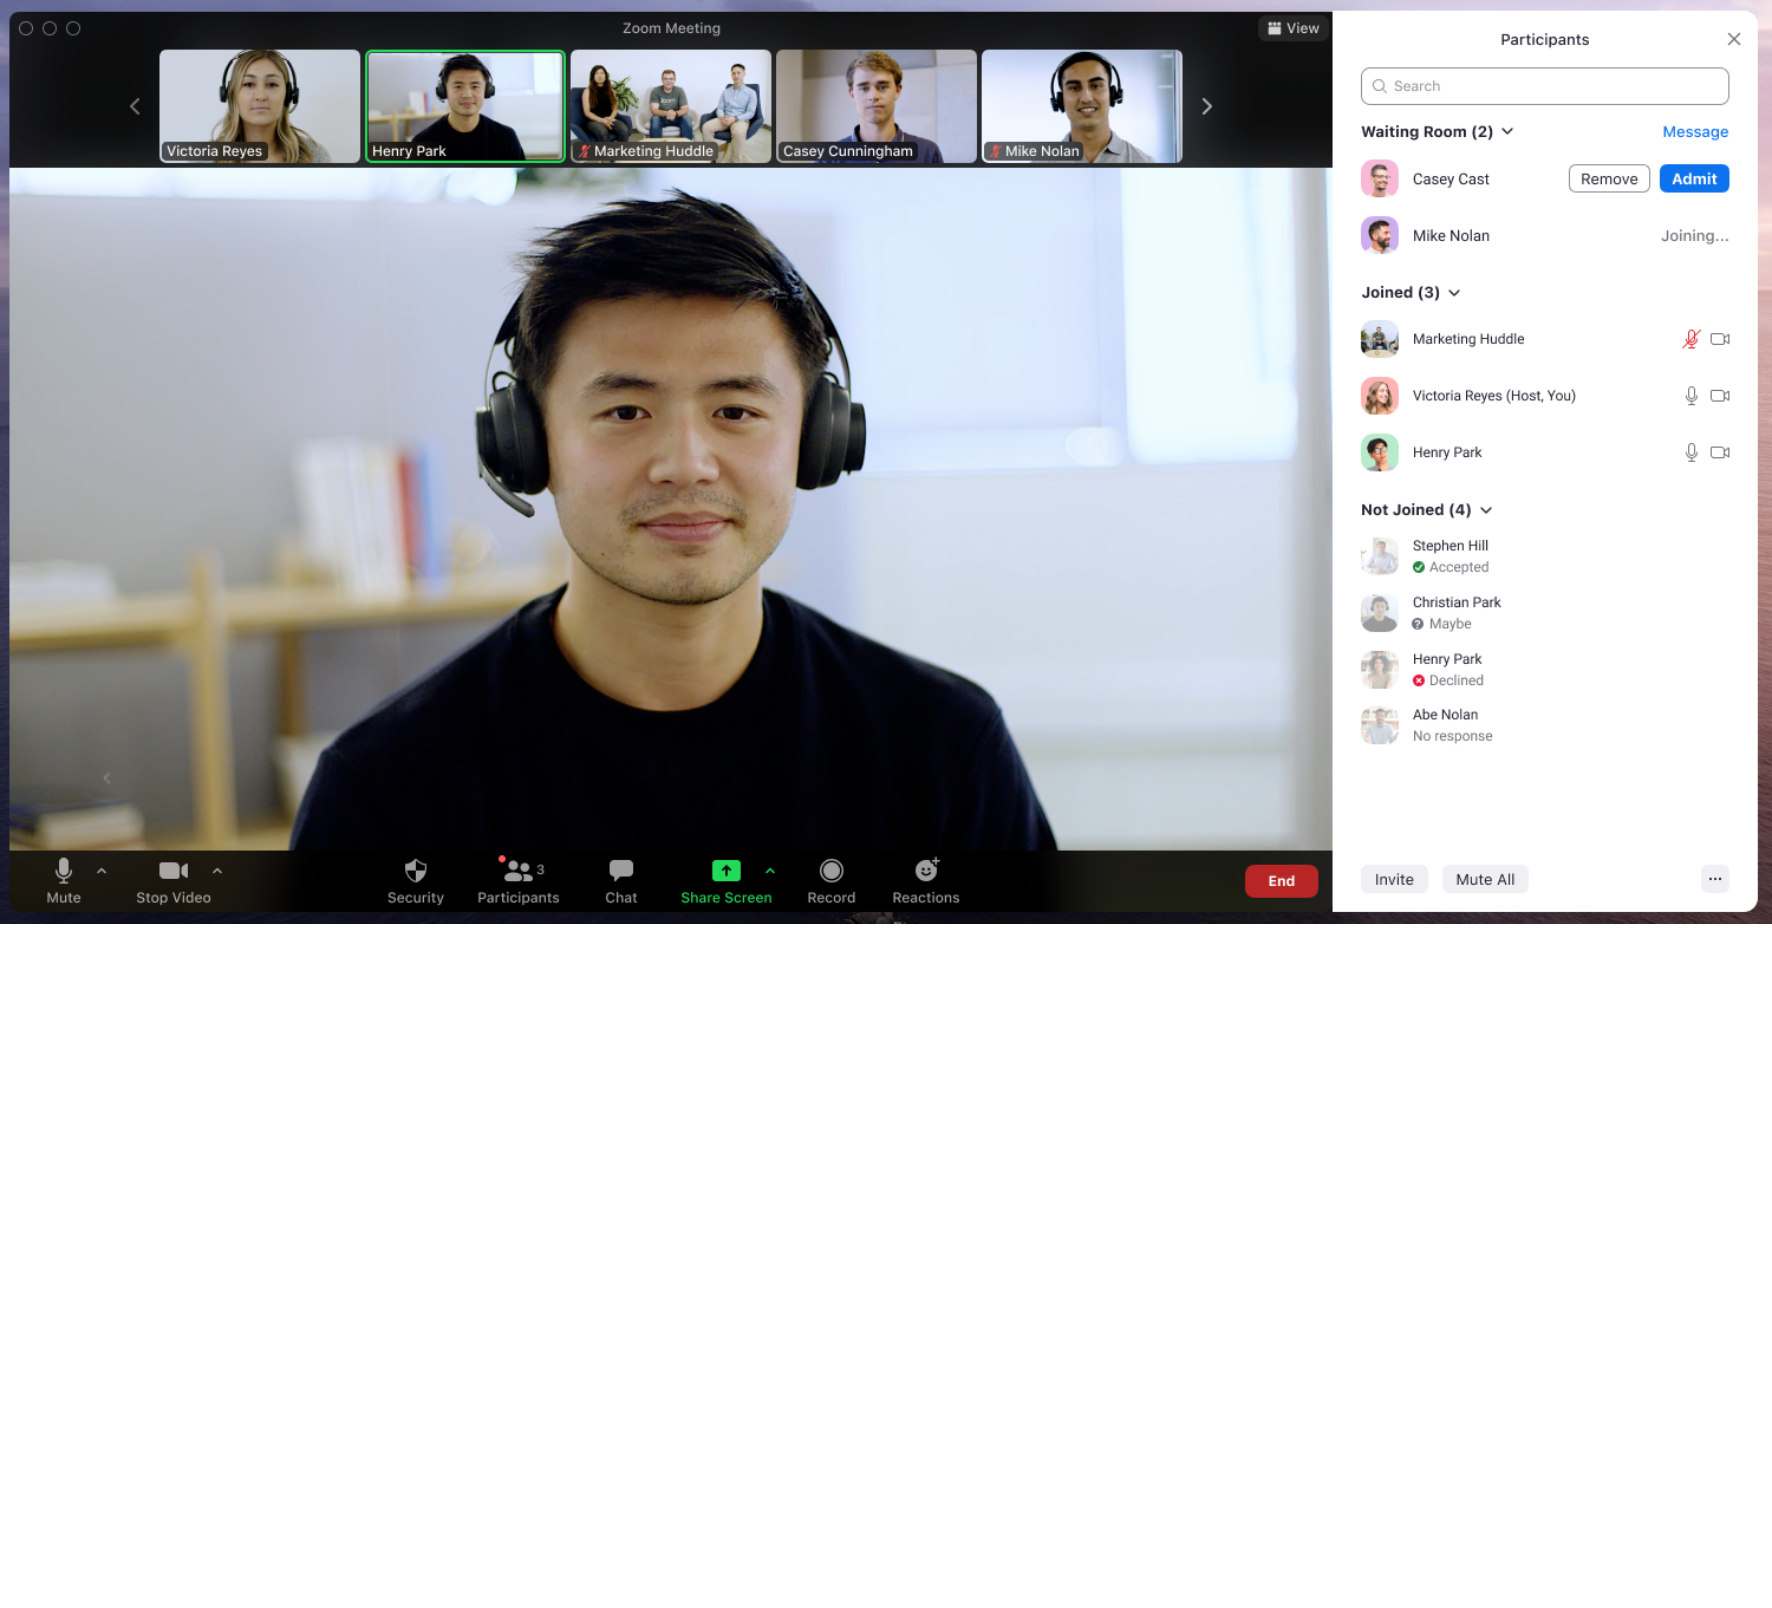 Zoom Meeting
View
Victoria Reyes
Henry Park
Marketing Huddle
zoom
Casey Cunningham
Mike Nolan
Mute
Stop Video
Security
3
Participants
Chat
Share Screen
Record
Reactions
End
Participants
Search
Waiting Room (2)
Message
Casey Cast
Remove
Admit
Mike Nolan
Joining...
Joined (3)
Marketing Huddle
Victoria Reyes (Host, You)
Henry Park
Not Joined (4)
Stephen Hill
Accepted
Christian Park
Maybe
Henry Park
Declined
Abe Nolan
No response
Invite
Mute All